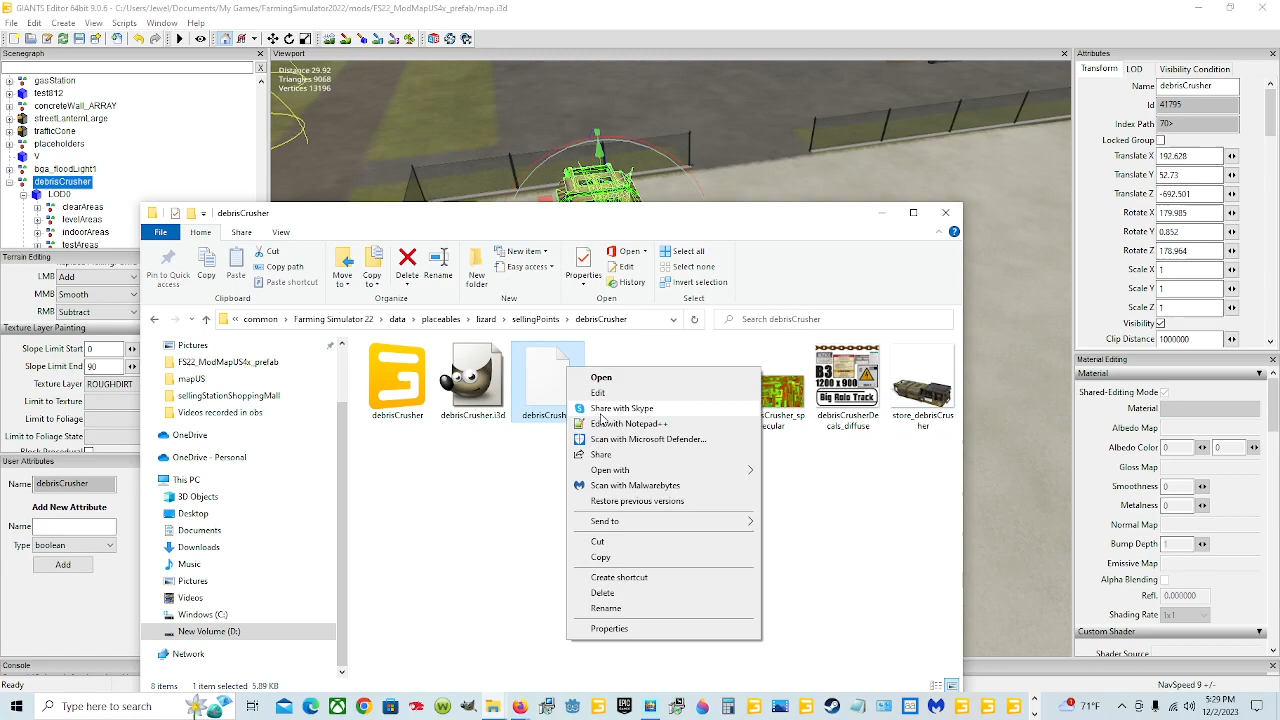 GIANTS Editor 64bit 9.0.6 - C:/Users/Jewel/Documents/My Games/FarmingSimulator2022/mods/FS22_ModMapUS4x_prefab/map.i3d
File Edit Create View Scripts Window Help
Scenegraph
X
gasStation
test812
concreteWall_ARRAY
streetLanternLarge
trafficCone
placeholders
V
bga_floodLight1
debrisCrusher
LOD0
clearAreas
levelAreas
indoorAreas
testAreas
Viewport
Distance 29.92
Triangles 9068
Vertices 13196
Terrain Editing
LMB Add
MMB Smooth
RMB Subtract
Texture Layer Painting
Slope Limit Start 0
Slope Limit End 90
Texture Layer ROUGHDIRT
Limit to Texture
Limit to Foliage
Limit to Foliage State
User Attributes
Name debrisCrusher
Add New Attribute
Name
Type boolean
Add
Console
Ready
debrisCrusher
File Home Share View
Pin to Quick access
Copy
Paste
Cut
Copy path
Paste shortcut
Clipboard
Move to
Copy to
Delete
Rename
Organize
New folder
New item
Easy access
New
Properties
Open
Edit
History
Open
Select all
Select none
Invert selection
Select
« common > Farming Simulator 22 > data > placeables > lizard > sellingPoints > debrisCrusher
Search debrisCrusher
Pictures
FS22_ModMapUS4x_prefab
mapUS
sellingStationShoppingMall
Videos recorded in obs
OneDrive
OneDrive - Personal
This PC
3D Objects
Desktop
Documents
Downloads
Music
Pictures
Videos
Windows (C:)
New Volume (D:)
Network
8 items 1 item selected 5.89 KB
debrisCrusher
debrisCrusher.i3d
debrisCrush
usher_specular
B3
1200 x 900
Big Rolo Track
debrisCrusherDecals_diffuse
store_debrisCrusher
Open
Edit
Share with Skype
Edit with Notepad++
Scan with Microsoft Defender...
Share
Open with
Scan with Malwarebytes
Restore previous versions
Send to
Cut
Copy
Create shortcut
Delete
Rename
Properties
Attributes
Transform LOD Visibility Condition
Name debrisCrusher
Id 41795
Index Path 70>
Locked Group
Translate X 192.628
Translate Y 52.73
Translate Z -692.501
Rotate X 179.985
Rotate Y 0.852
Rotate Z 178.964
Scale X 1
Scale Y 1
Scale Z 1
Visibility
Clip Distance 1000000
Material Editing
Material
Shared-Editing Mode
Material
Albedo Map
Albedo Color 0 0
Gloss Map
Smoothness 0
Metalness 0
Normal Map
Bump Depth 1
Emissive Map
Alpha Blending
Refl. 0.000000
Shading Rate 1x1
Custom Shader
Shader Source
NavSpeed 9 +/-
Type here to search
71°F
5:29 PM
5/22/2023